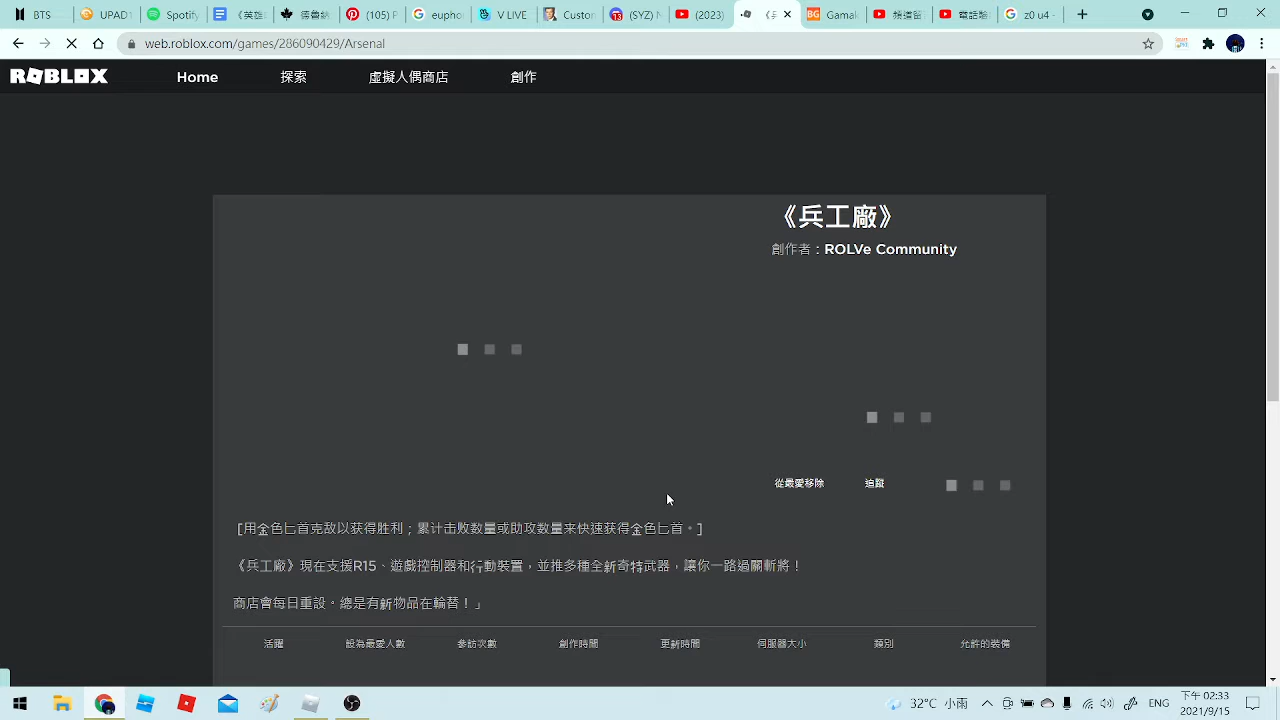 UPAD
Spotify
(105) P
Google
eupho
V LIVE
Custo
(SYZ) M
(2023)
Gamal
z0 u4 -
web.roblox.com/games/286000429/Arsenal
ROBLOX
Home
探索
虛擬人偶商店
創作
《兵工廠》
創作者：ROLVe Community
從最愛移除
追蹤
[用金色匕首克敌以获得胜利；累计击败数量或助攻数量来快速获得金色匕首。]
《兵工廠》現在支援R15、遊戲控制器和行動裝置，並推多種全新奇特武器，讓你一路過關斬將！
商店會每日重設。總是有新物品在輪替！」
活躍
設為最愛人數
參訪次數
創作時間
更新時間
伺服器大小
類別
允許的裝備
32°C 小雨
ENG
下午 02:33
2021/9/15